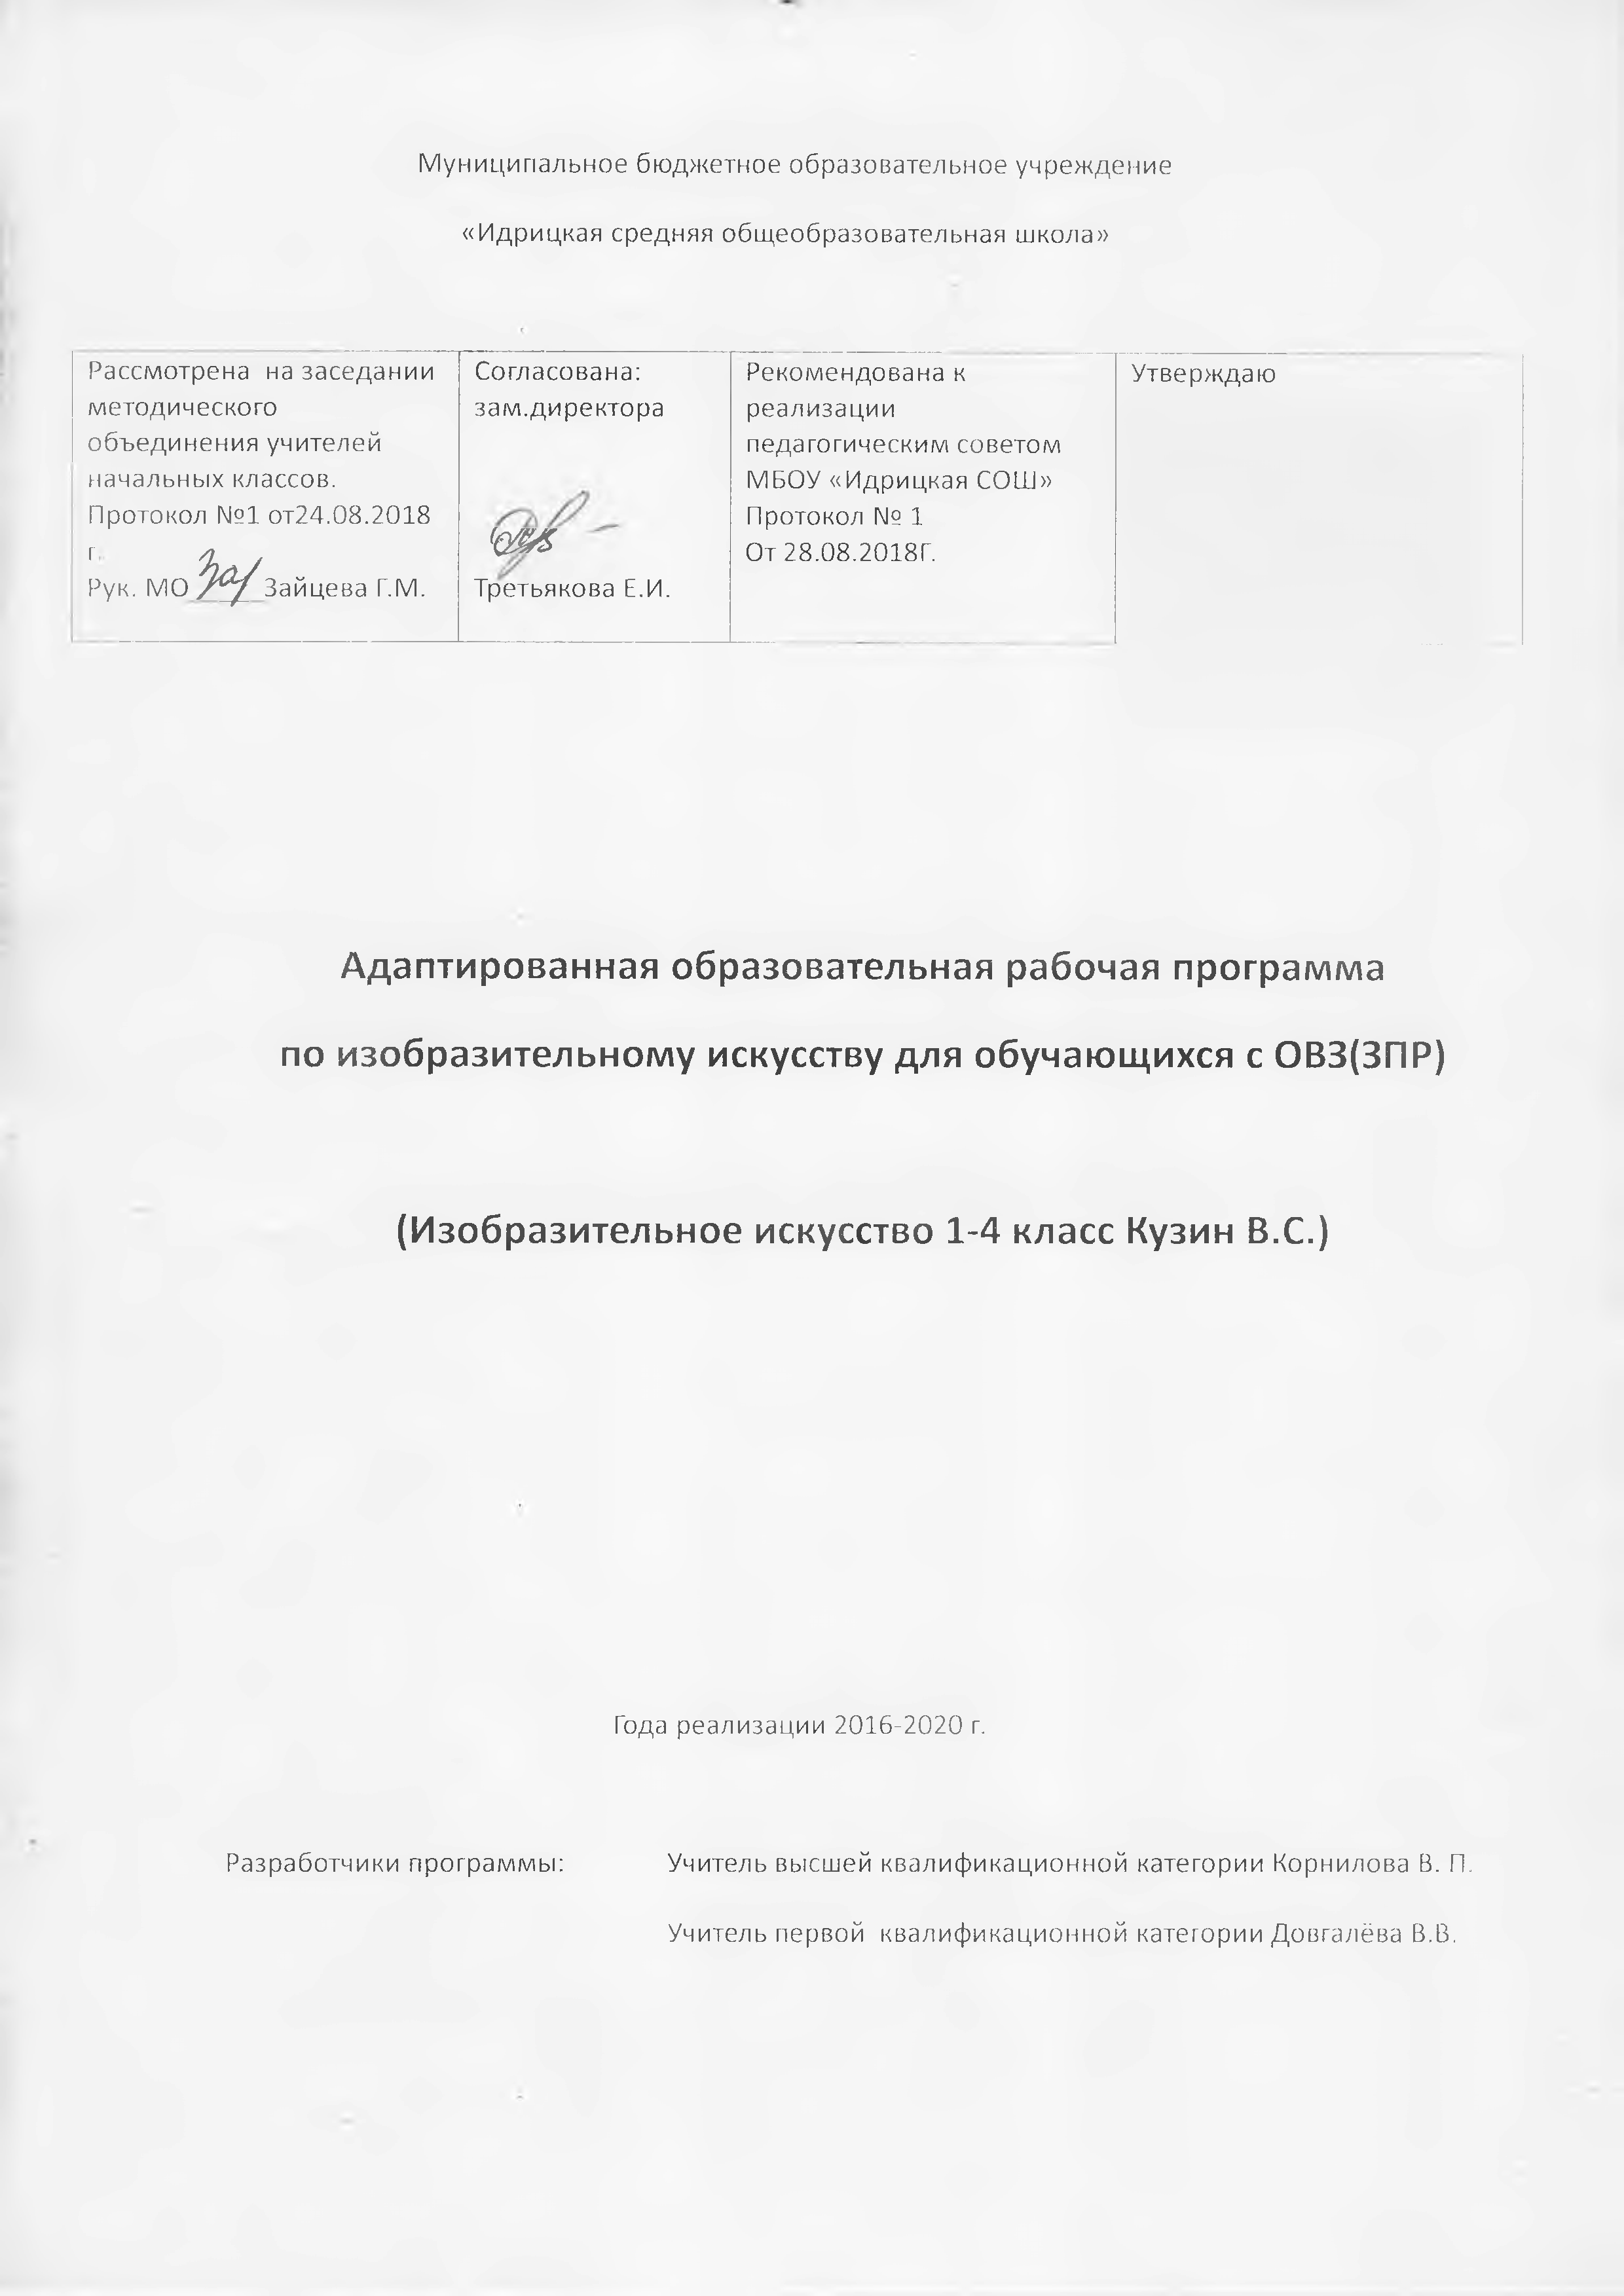 Муниципальное бюджетное образовательное учреждение
«Идрицкая средняя общеобразовательная школа»
Рассмотрена на заседании
методического
объединения учителей
начальных классов.
Протокол №1 от24.08.2018
г.
Рук. МО Зайцева Г.М.
Согласована:
зам.директора
Третьякова Е.И.
Рекомендована к
реализации
педагогическим советом
МБОУ «Идрицкая СОШ»
Протокол № 1
От 28.08.2018Г.
Утверждаю
Адаптированная образовательная рабочая программа
по изобразительному искусству для обучающихся с ОВЗ(ЗПР)
(Изобразительное искусство 1-4 класс Кузин В.С.)
Года реализации 2016-2020 г.
Разработчики программы: Учитель высшей квалификационной категории Корнилова В. П.
Учитель первой квалификационной категории Довгалёва В.В.